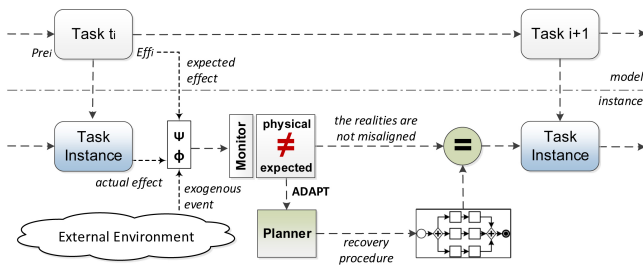 Task ti
Task i+1
Prei
Effi
expected
effect
model
instance
Task
Instance
Ψ
Φ
Monitor
physical
≠
expected
the realities are
not misaligned
=
Task
Instance
actual effect
exogenous
event
ADAPT
External Environment
Planner
recovery
procedure